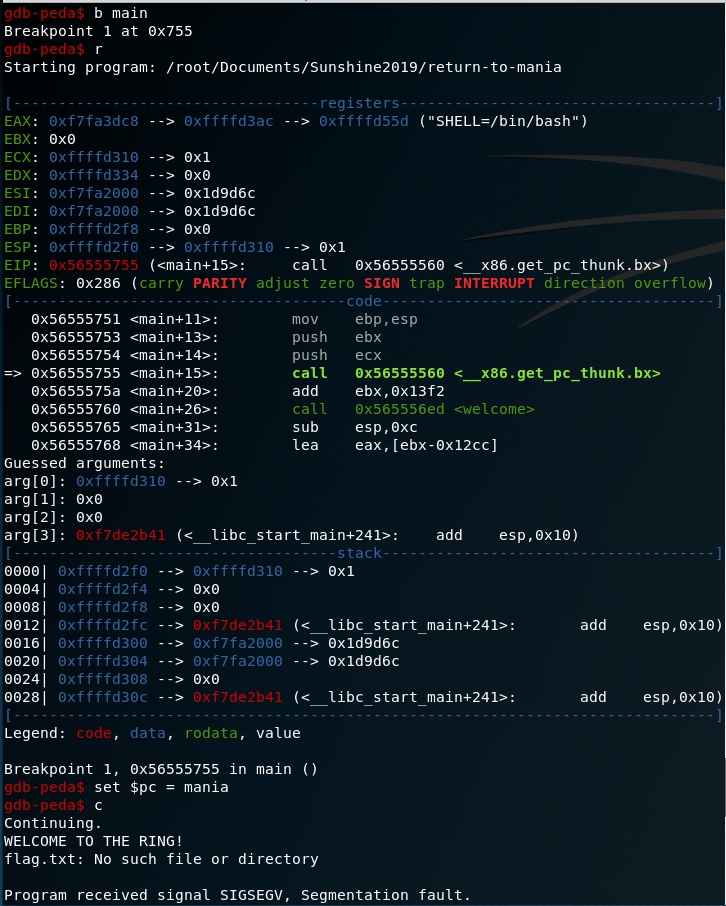 gdb-peda$ b main
Breakpoint 1 at 0x755
gdb-peda$ r
Starting program: /root/Documents/Sunshine2019/return-to-mania

[----------------------------------registers-----------------------------------]
EAX: 0xf7fa3dc8 --> 0xffffd3ac --> 0xffffd55d ("SHELL=/bin/bash")
EBX: 0x0
ECX: 0xffffd310 --> 0x1
EDX: 0xffffd334 --> 0x0
ESI: 0xf7fa2000 --> 0x1d9d6c
EDI: 0xf7fa2000 --> 0x1d9d6c
EBP: 0xffffd2f8 --> 0x0
ESP: 0xffffd2f0 --> 0xffffd310 --> 0x1
EIP: 0x56555755 (<main+15>:     call   0x56555560 <__x86.get_pc_thunk.bx>)
EFLAGS: 0x286 (carry PARITY adjust zero SIGN trap INTERRUPT direction overflow)
[-------------------------------------code-------------------------------------]
   0x56555751 <main+11>:        mov    ebp,esp
   0x56555753 <main+13>:        push   ebx
   0x56555754 <main+14>:        push   ecx
=> 0x56555755 <main+15>:        call   0x56555560 <__x86.get_pc_thunk.bx>
   0x5655575a <main+20>:        add    ebx,0x13f2
   0x56555760 <main+26>:        call   0x565556ed <welcome>
   0x56555765 <main+31>:        sub    esp,0xc
   0x56555768 <main+34>:        lea    eax,[ebx-0x12cc]
Guessed arguments:
arg[0]: 0xffffd310 --> 0x1
arg[1]: 0x0
arg[2]: 0x0
arg[3]: 0xf7de2b41 (<__libc_start_main+241>:    add    esp,0x10)
[------------------------------------stack-------------------------------------]
0000| 0xffffd2f0 --> 0xffffd310 --> 0x1
0004| 0xffffd2f4 --> 0x0
0008| 0xffffd2f8 --> 0x0
0012| 0xffffd2fc --> 0xf7de2b41 (<__libc_start_main+241>:       add    esp,0x10)
0016| 0xffffd300 --> 0xf7fa2000 --> 0x1d9d6c
0020| 0xffffd304 --> 0xf7fa2000 --> 0x1d9d6c
0024| 0xffffd308 --> 0x0
0028| 0xffffd30c --> 0xf7de2b41 (<__libc_start_main+241>:       add    esp,0x10)
[------------------------------------------------------------------------------]
Legend: code, data, rodata, value

Breakpoint 1, 0x56555755 in main ()
gdb-peda$ set $pc = mania
gdb-peda$ c
Continuing.
WELCOME TO THE RING!
flag.txt: No such file or directory

Program received signal SIGSEGV, Segmentation fault.